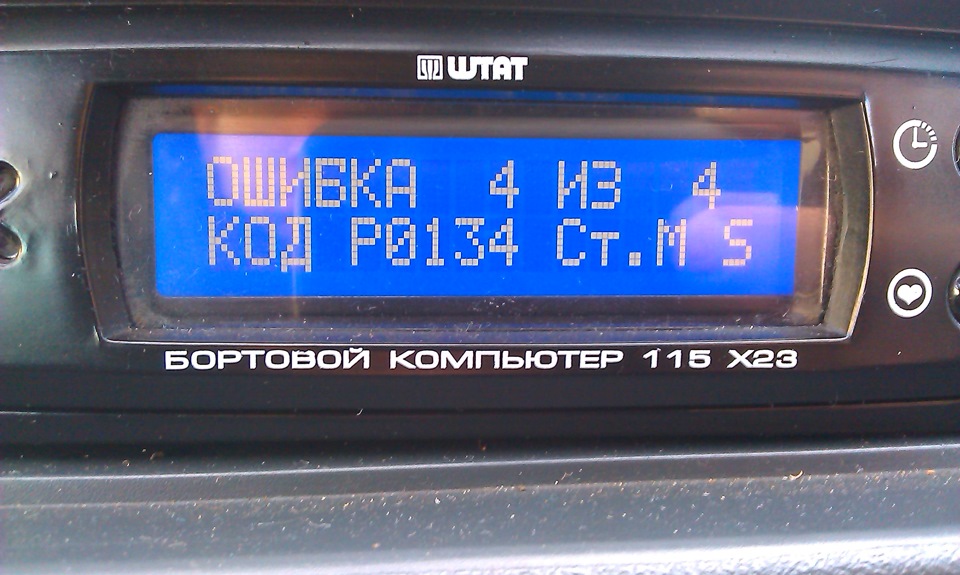 ШТАТ
ОШИБКА 4 ИЗ 4
КОД P0134 Ст.M S
БОРТОВОЙ КОМПЬЮТЕР 115 X23